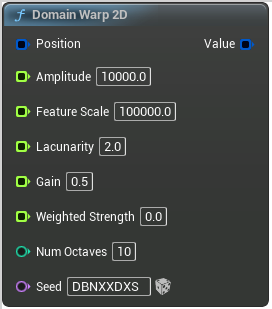 Domain Warp 2D
Position Value
Amplitude 10000.0
Feature Scale 100000.0
Lacunarity 2.0
Gain 0.5
Weighted Strength 0.0
Num Octaves 10
Seed DBNXXDXS